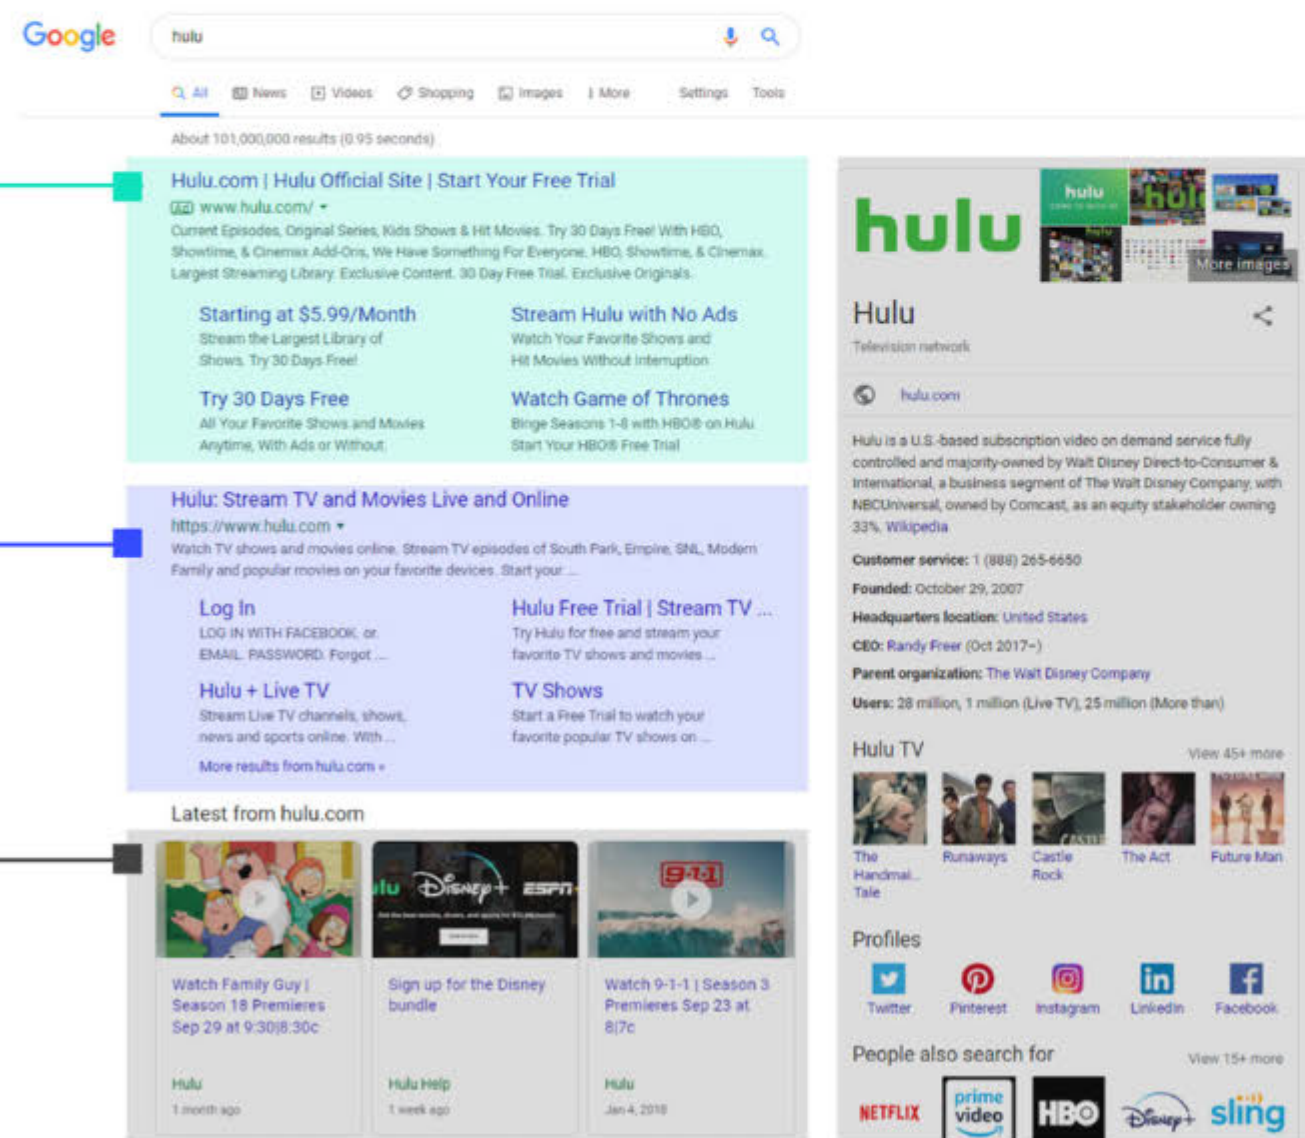 Google
hulu
All News Videos Shopping Images More Settings Tools
About 101,000,000 results (0.95 seconds)
Hulu.com | Hulu Official Site | Start Your Free Trial
Ad www.hulu.com/
Current Episodes, Original Series, Kids Shows & Hit Movies. Try 30 Days Free! With HBO,
Showtime, & Cinemax Add-Ons, We Have Something For Everyone. HBO, Showtime, & Cinemax.
Largest Streaming Library. Exclusive Content. 30 Day Free Trial. Exclusive Originals.
Starting at $5.99/Month
Stream the Largest Library of
Shows. Try 30 Days Free!
Stream Hulu with No Ads
Watch Your Favorite Shows and
Hit Movies Without Interruption
Try 30 Days Free
All Your Favorite Shows and Movies
Anytime, With Ads or Without.
Watch Game of Thrones
Binge Seasons 1-8 with HBO® on Hulu
Start Your HBO® Free Trial
Hulu: Stream TV and Movies Live and Online
https://www.hulu.com
Watch TV shows and movies online. Stream TV episodes of South Park, Empire, SNL, Modern
Family and popular movies on your favorite devices. Start your ...
Log In
LOG IN WITH FACEBOOK. or.
EMAIL. PASSWORD. Forgot ...
Hulu Free Trial | Stream TV ...
Try Hulu for free and stream your
favorite TV shows and movies ...
Hulu + Live TV
Stream Live TV channels, shows,
news and sports online. With ...
TV Shows
Start a Free Trial to watch your
favorite popular TV shows on ...
More results from hulu.com »
Latest from hulu.com
ulu Disney+ ESPN+
9-1-1
Watch Family Guy |
Season 18 Premieres
Sep 29 at 9:30|8:30c
Hulu
1 month ago
Sign up for the Disney
bundle
Hulu Help
1 week ago
Watch 9-1-1 | Season 3
Premieres Sep 23 at
8|7c
Hulu
Jan 4, 2018
hulu
hulu
hulu
More images
Hulu
Television network
hulu.com
Hulu is a U.S.-based subscription video on demand service fully
controlled and majority-owned by Walt Disney Direct-to-Consumer &
International, a business segment of The Walt Disney Company, with
NBCUniversal, owned by Comcast, as an equity stakeholder owning
33%. Wikipedia
Customer service: 1 (888) 265-6650
Founded: October 29, 2007
Headquarters location: United States
CEO: Randy Freer (Oct 2017–)
Parent organization: The Walt Disney Company
Users: 28 million, 1 million (Live TV), 25 million (More than)
Hulu TV
View 45+ more
The
Handmai...
Tale
Runaways
Castle
Rock
The Act
Future Man
Profiles
Twitter Pinterest Instagram LinkedIn Facebook
People also search for
View 15+ more
NETFLIX
prime
video
HBO
Disney+
sling